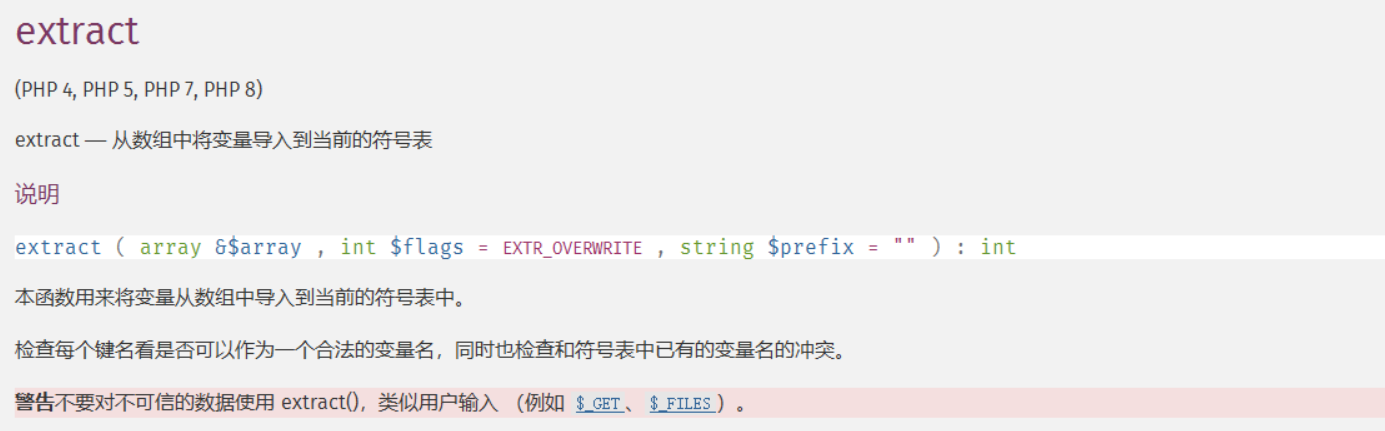 extract
(PHP 4, PHP 5, PHP 7, PHP 8)
extract — 从数组中将变量导入到当前的符号表
说明
extract ( array &$array , int $flags = EXTR_OVERWRITE , string $prefix = "" ) : int
本函数用来将变量从数组中导入到当前的符号表中。
检查每个键名看是否可以作为一个合法的变量名，同时也检查和符号表中已有的变量名的冲突。
警告不要对不可信的数据使用 extract()，类似用户输入 （例如 $_GET、 $_FILES）。